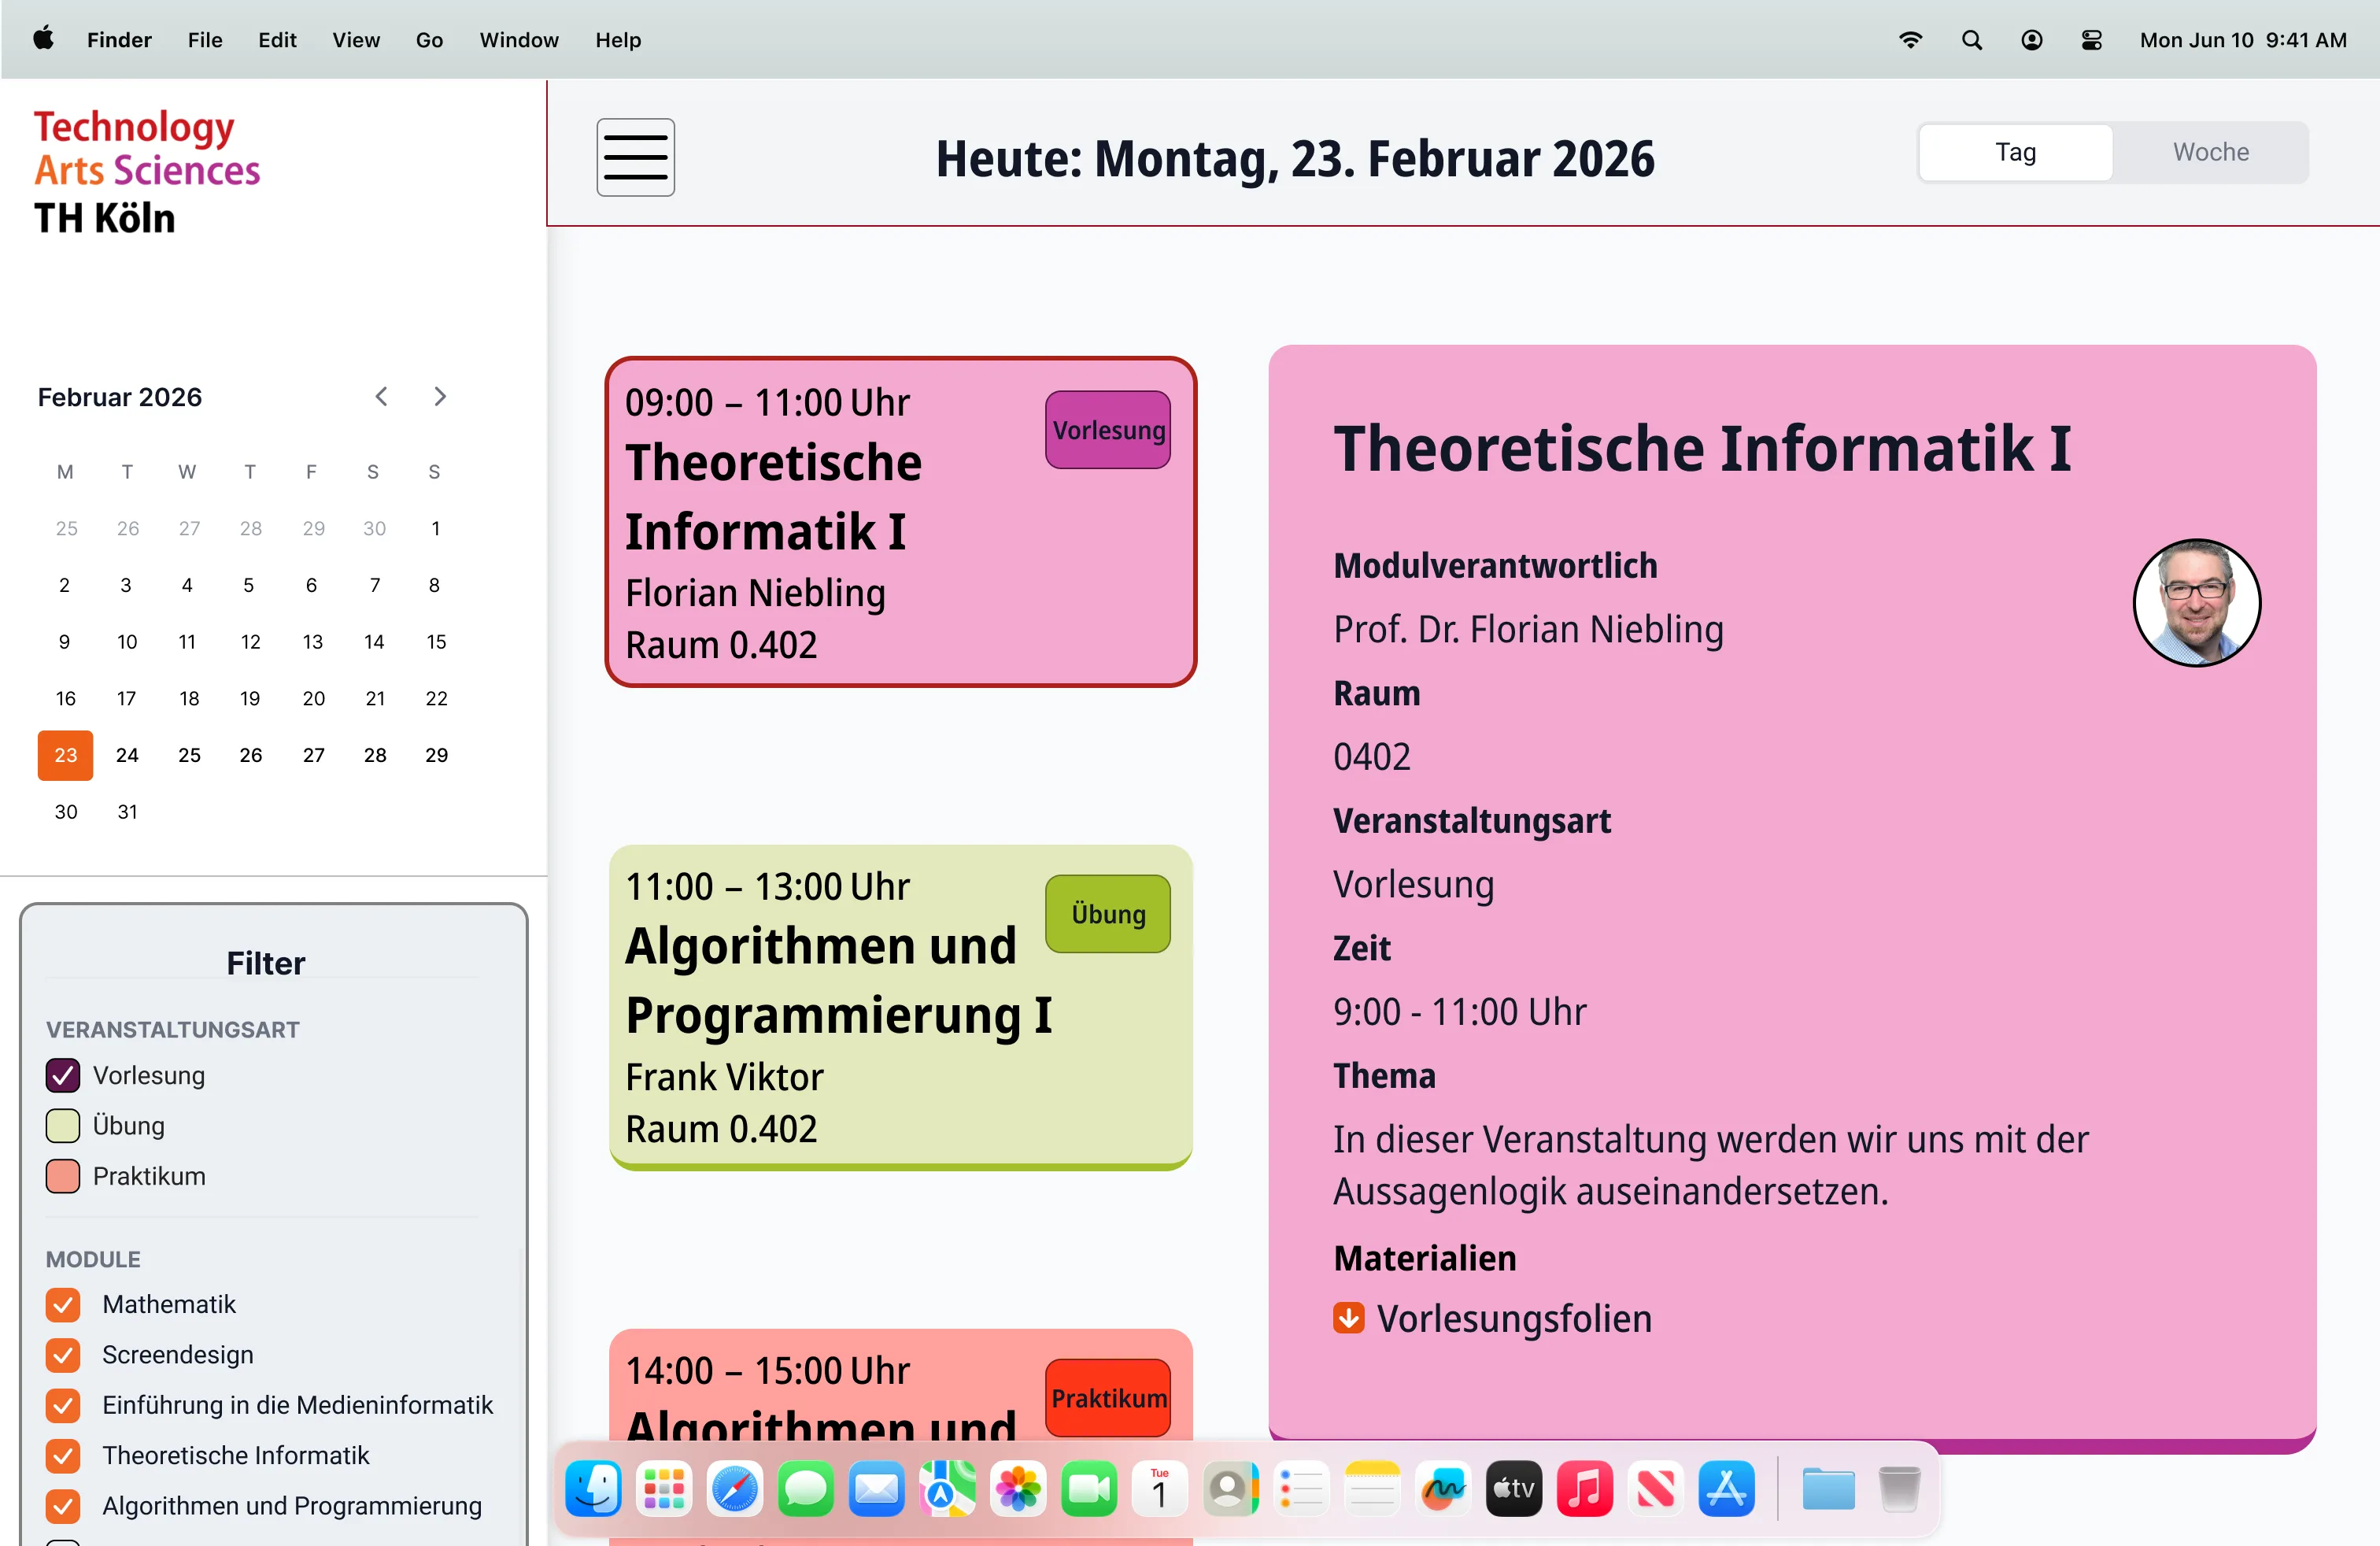 Finder File Edit View Go Window Help
Mon Jun 10 9:41 AM
Technology
Arts Sciences
TH Köln
Heute: Montag, 23. Februar 2026
Tag Woche
Februar 2026
M T W T F S S
25 26 27 28 29 30 1
2 3 4 5 6 7 8
9 10 11 12 13 14 15
16 17 18 19 20 21 22
23 24 25 26 27 28 29
30 31
Filter
VERANSTALTUNGSART
Vorlesung
Übung
Praktikum
MODULE
Mathematik
Screendesign
Einführung in die Medieninformatik
Theoretische Informatik
Algorithmen und Programmierung
09:00 – 11:00 Uhr
Vorlesung
Theoretische
Informatik I
Florian Niebling
Raum 0.402
11:00 – 13:00 Uhr
Übung
Algorithmen und
Programmierung I
Frank Viktor
Raum 0.402
14:00 – 15:00 Uhr
Praktikum
Algorithmen und
Theoretische Informatik I
Modulverantwortlich
Prof. Dr. Florian Niebling
Raum
0402
Veranstaltungsart
Vorlesung
Zeit
9:00 - 11:00 Uhr
Thema
In dieser Veranstaltung werden wir uns mit der
Aussagenlogik auseinandersetzen.
Materialien
Vorlesungsfolien
Tue
1
tv